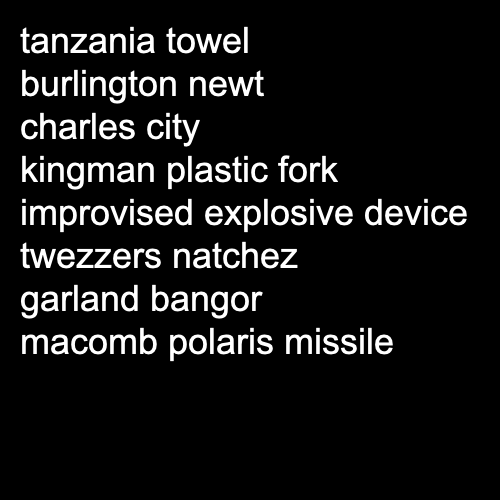 tanzania towel
burlington newt
charles city
kingman plastic fork
improvised explosive device
twezzers natchez
garland bangor
macomb polaris missile